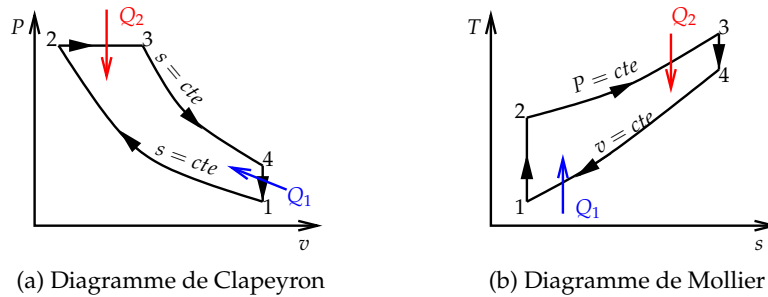 P
Q2
2
3
s = cte
s = cte
4
Q1
1
v
(a) Diagramme de Clapeyron
T
Q2
3
P = cte
4
2
v = cte
1
Q1
s
(b) Diagramme de Mollier